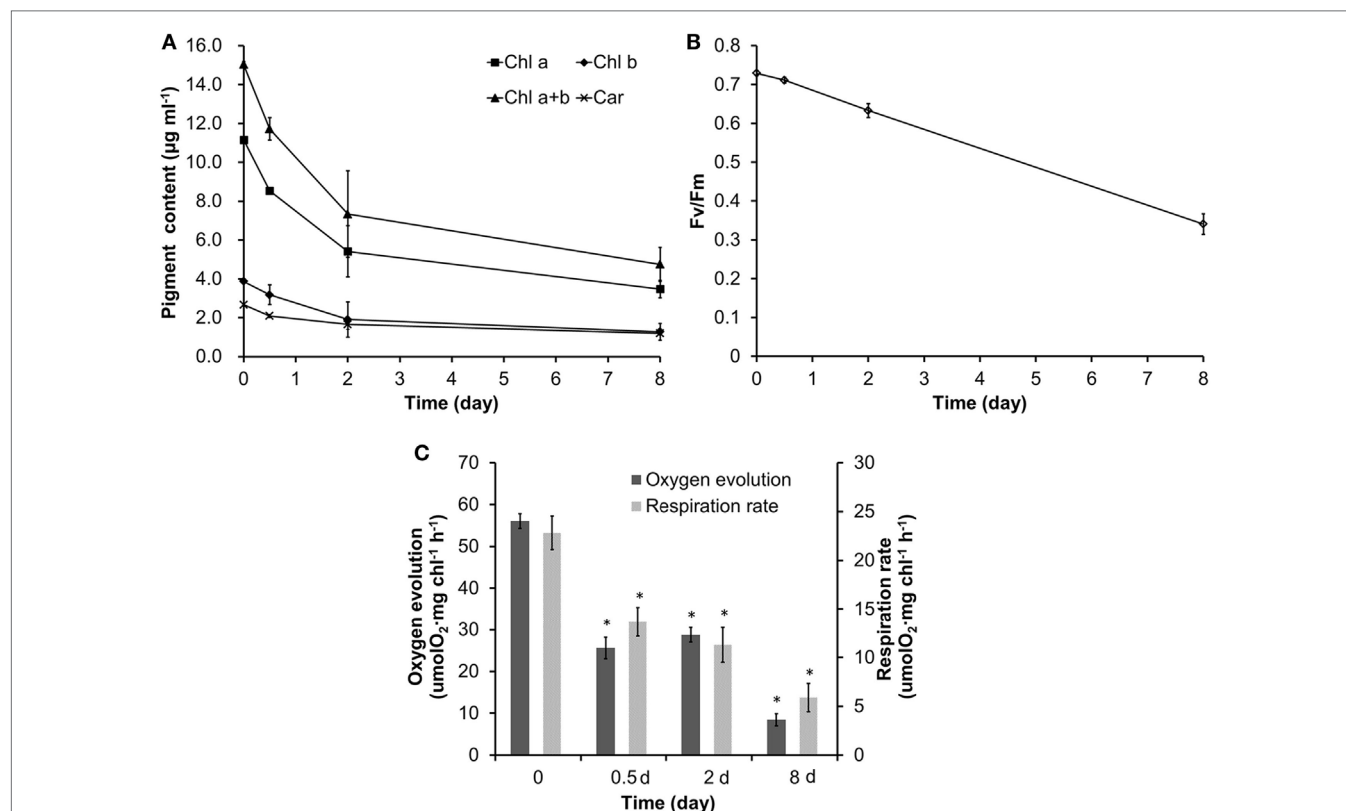 A
16.0
14.0
12.0
10.0
8.0
6.0
4.0
2.0
0.0
Pigment content (µg ml-1)
Chl a
Chl b
Chl a+b
Car
0 1 2 3 4 5 6 7 8
Time (day)
B
0.8
0.7
0.6
0.5
0.4
0.3
0.2
0.1
0
Fv/Fm
0 1 2 3 4 5 6 7 8
Time (day)
C
70
60
50
40
30
20
10
0
Oxygen evolution
(umolO2·mg chl-1 h-1)
Oxygen evolution
Respiration rate
* * * * * *
30
25
20
15
10
5
0
Respiration rate
(umolO2·mg chl-1 h-1)
0 0.5 d 2 d 8 d
Time (day)